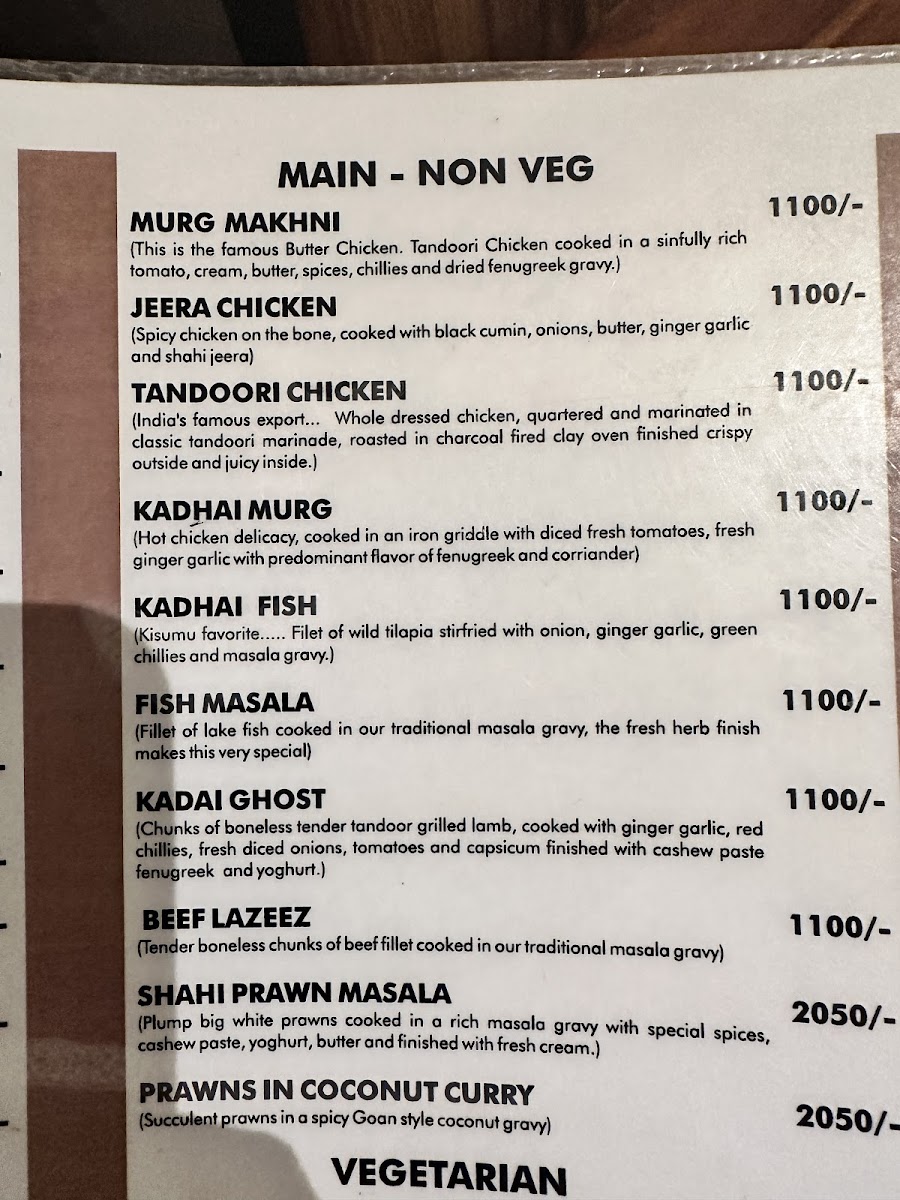 MAIN - NON VEG
MURG MAKHNI 1100/-
(This is the famous Butter Chicken. Tandoori Chicken cooked in a sinfully rich
tomato, cream, butter, spices, chillies and dried fenugreek gravy.)
JEERA CHICKEN 1100/-
(Spicy chicken on the bone, cooked with black cumin, onions, butter, ginger garlic
and shahi jeera)
TANDOORI CHICKEN 1100/-
(India's famous export... Whole dressed chicken, quartered and marinated in
classic tandoori marinade, roasted in charcoal fired clay oven finished crispy
outside and juicy inside.)
KADHAI MURG 1100/-
(Hot chicken delicacy, cooked in an iron griddle with diced fresh tomatoes, fresh
ginger garlic with predominant flavor of fenugreek and corriander)
KADHAI FISH 1100/-
(Kisumu favorite..... Filet of wild tilapia stirfried with onion, ginger garlic, green
chillies and masala gravy.)
FISH MASALA 1100/-
(Fillet of lake fish cooked in our traditional masala gravy, the fresh herb finish
makes this very special)
KADAI GHOST 1100/-
(Chunks of boneless tender tandoor grilled lamb, cooked with ginger garlic, red
chillies, fresh diced onions, tomatoes and capsicum finished with cashew paste
fenugreek and yoghurt.)
BEEF LAZEEZ 1100/-
(Tender boneless chunks of beef fillet cooked in our traditional masala gravy)
SHAHI PRAWN MASALA 2050/-
(Plump big white prawns cooked in a rich masala gravy with special spices,
cashew paste, yoghurt, butter and finished with fresh cream.)
PRAWNS IN COCONUT CURRY 2050/-
(Succulent prawns in a spicy Goan style coconut gravy)
VEGETARIAN